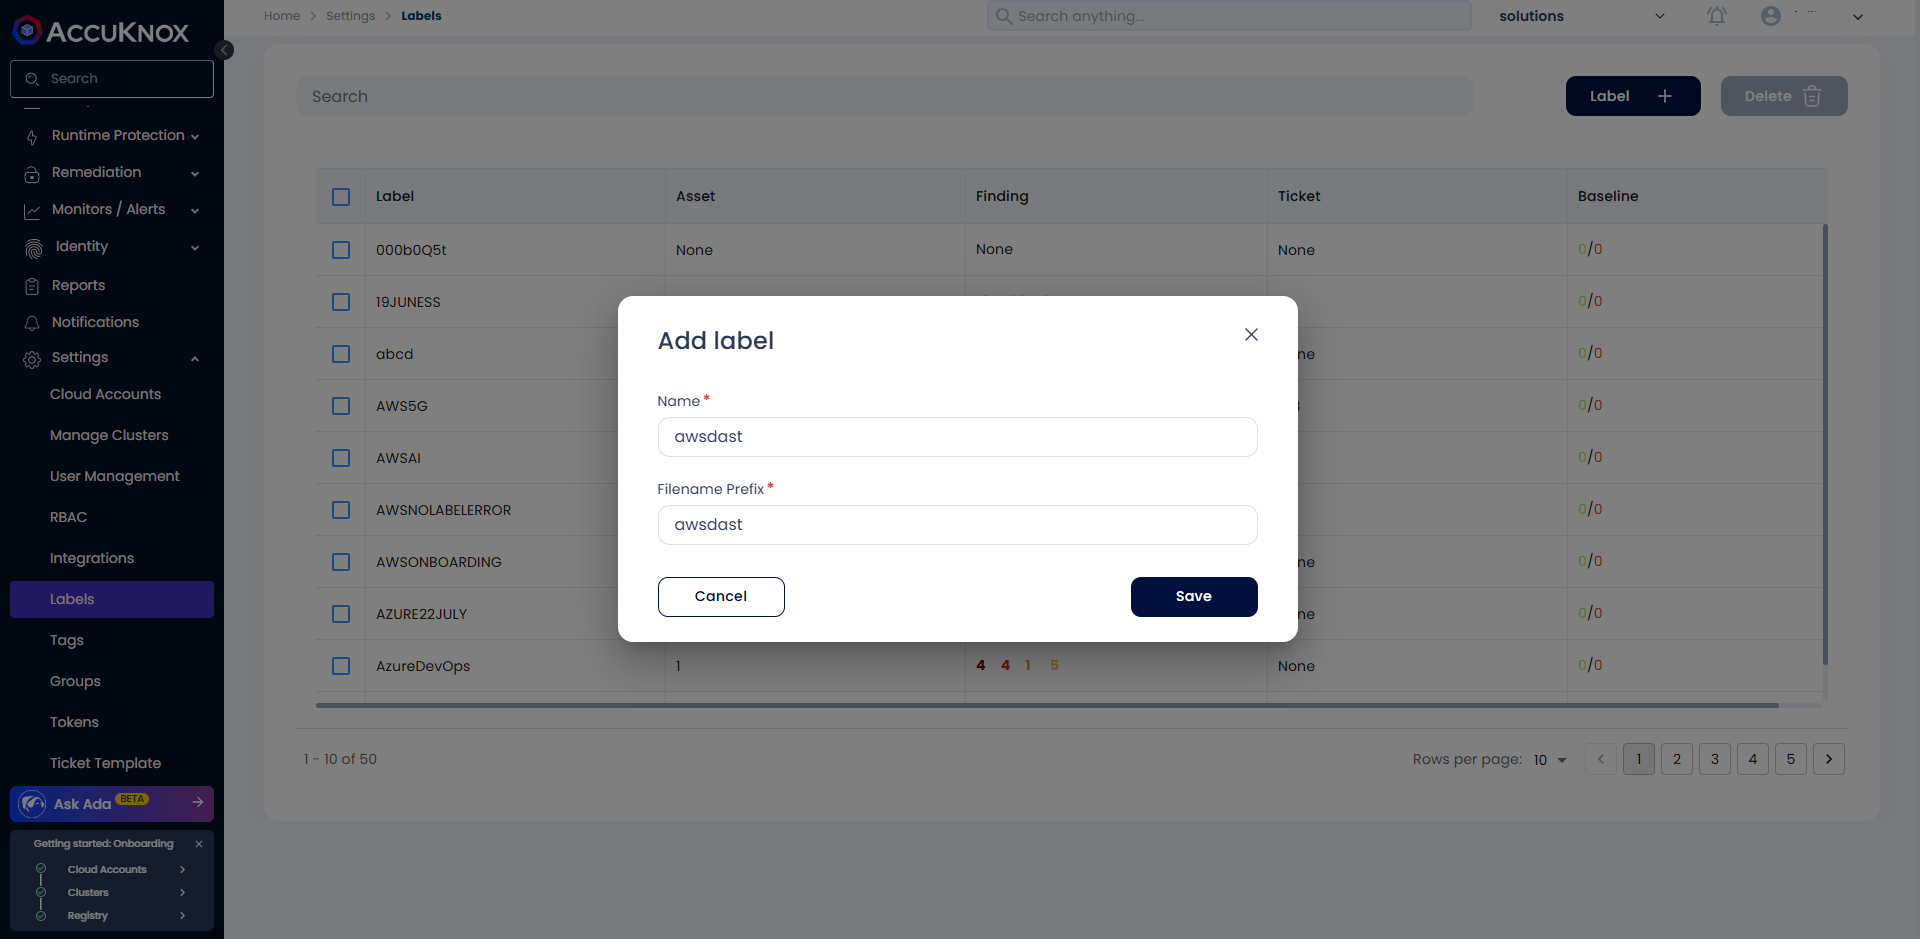 ACCUKNOX
Search
Runtime Protection
Remediation
Monitors / Alerts
Identity
Reports
Notifications
Settings
Cloud Accounts
Manage Clusters
User Management
RBAC
Integrations
Labels
Tags
Groups
Tokens
Ticket Template
Ask Ada BETA
Getting started: Onboarding
Cloud Accounts
Clusters
Registry
Home > Settings > Labels
Search anything...
solutions
Search
Label +
Delete
Label Asset Finding Ticket Baseline
000b0Q5t None None None 0/0
19JUNESS 0/0
abcd 0/0
AWS5G 0/0
AWSAI 0/0
AWSNOLABELERROR 0/0
AWSONBOARDING 0/0
AZURE22JULY 0/0
AzureDevOps 1 4 4 1 5 None 0/0
1 - 10 of 50
Rows per page: 10
1 2 3 4 5
Add label
Name *
awsdast
Filename Prefix *
awsdast
Cancel
Save